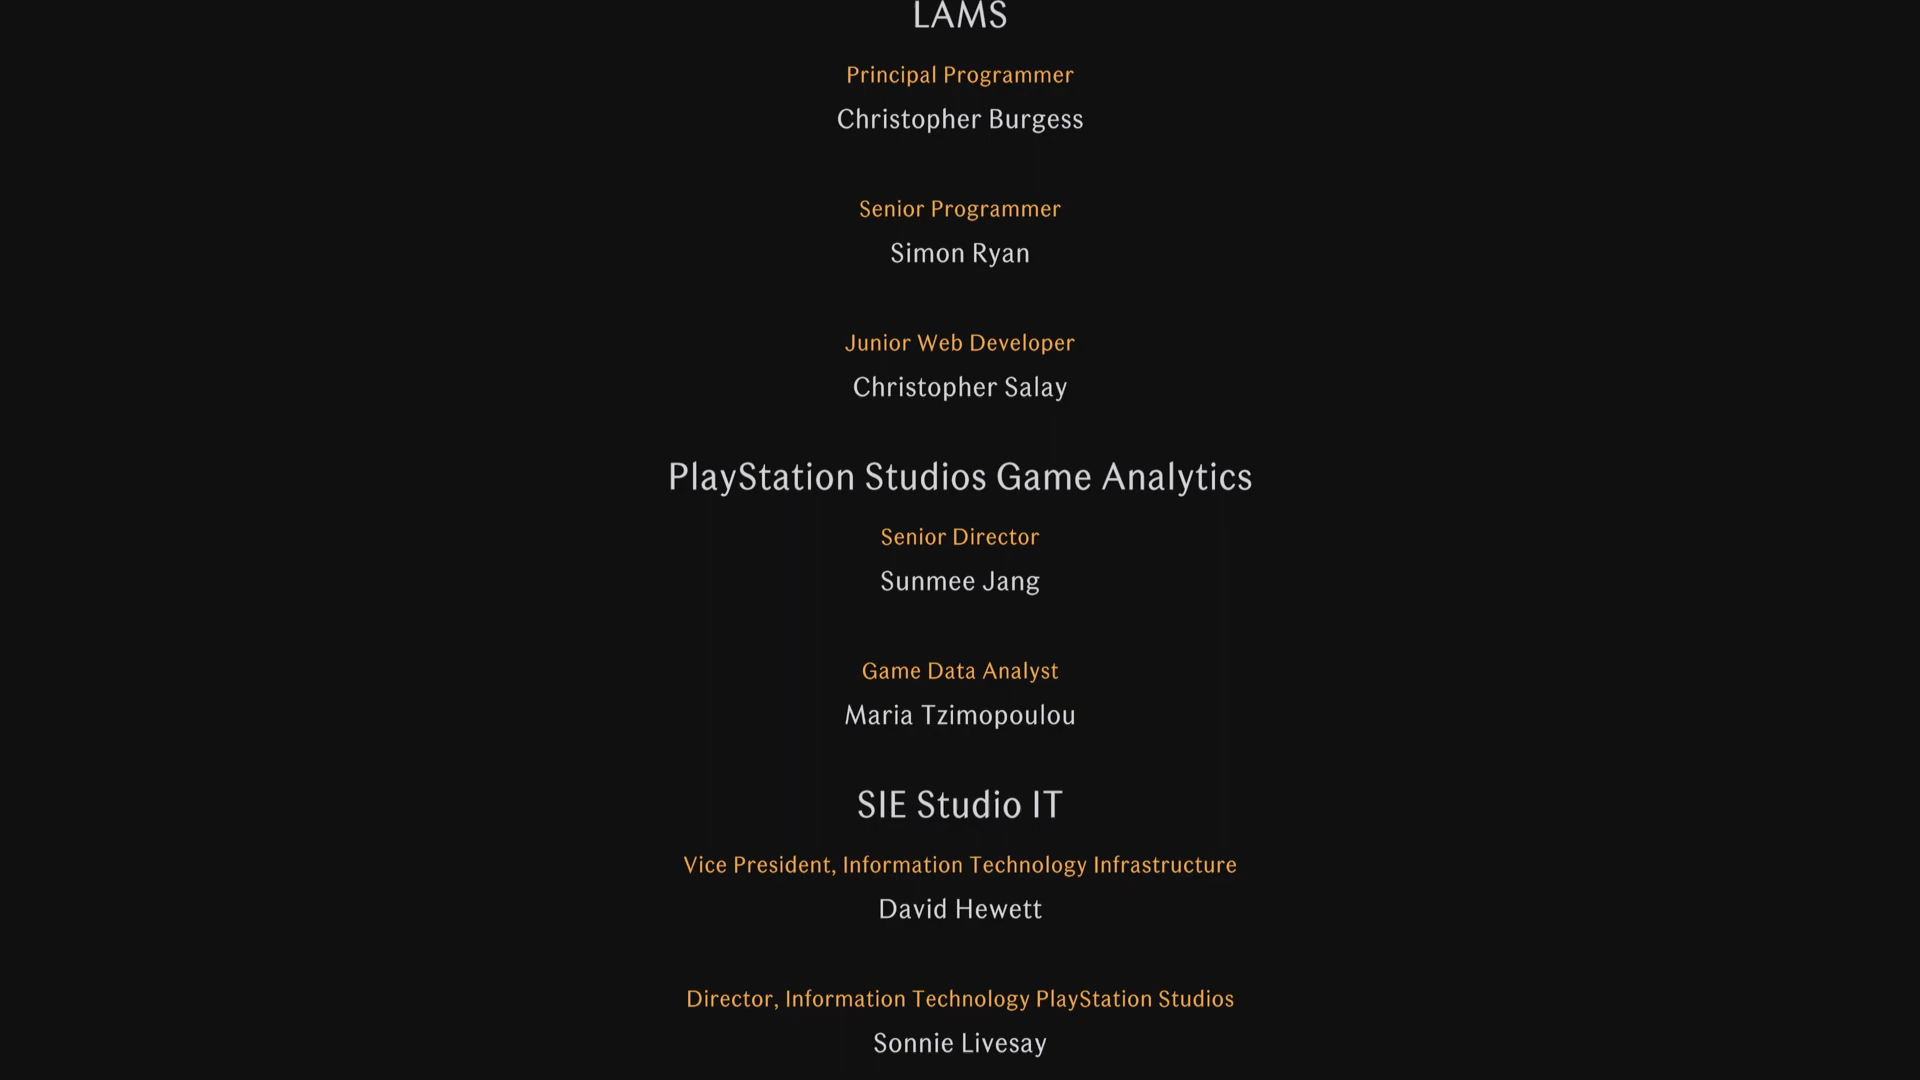 LAMS
Principal Programmer
Christopher Burgess
Senior Programmer
Simon Ryan
Junior Web Developer
Christopher Salay
PlayStation Studios Game Analytics
Senior Director
Sunmee Jang
Game Data Analyst
Maria Tzimopoulou
SIE Studio IT
Vice President, Information Technology Infrastructure
David Hewett
Director, Information Technology PlayStation Studios
Sonnie Livesay